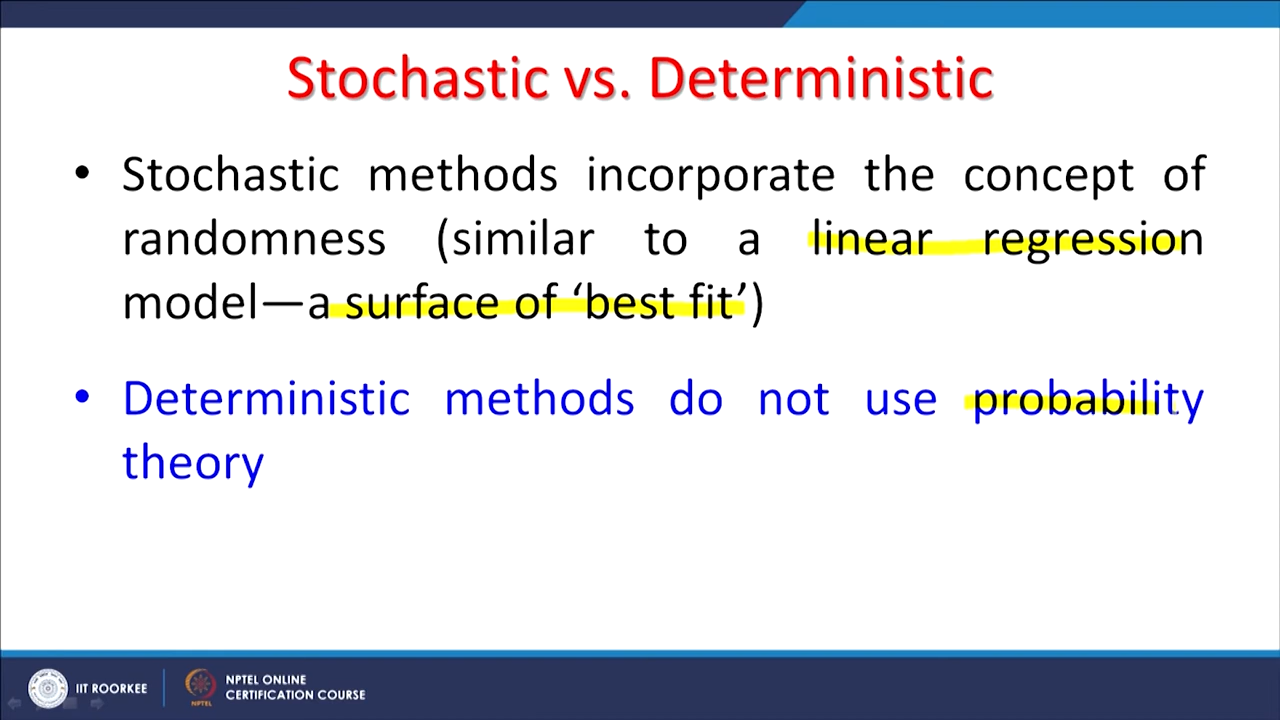 Stochastic vs. Deterministic
• Stochastic methods incorporate the concept of
randomness (similar to a linear regression
model—a surface of ‘best fit’)
• Deterministic methods do not use probability
theory
IIT ROORKEE
NPTEL
NPTEL ONLINE
CERTIFICATION COURSE